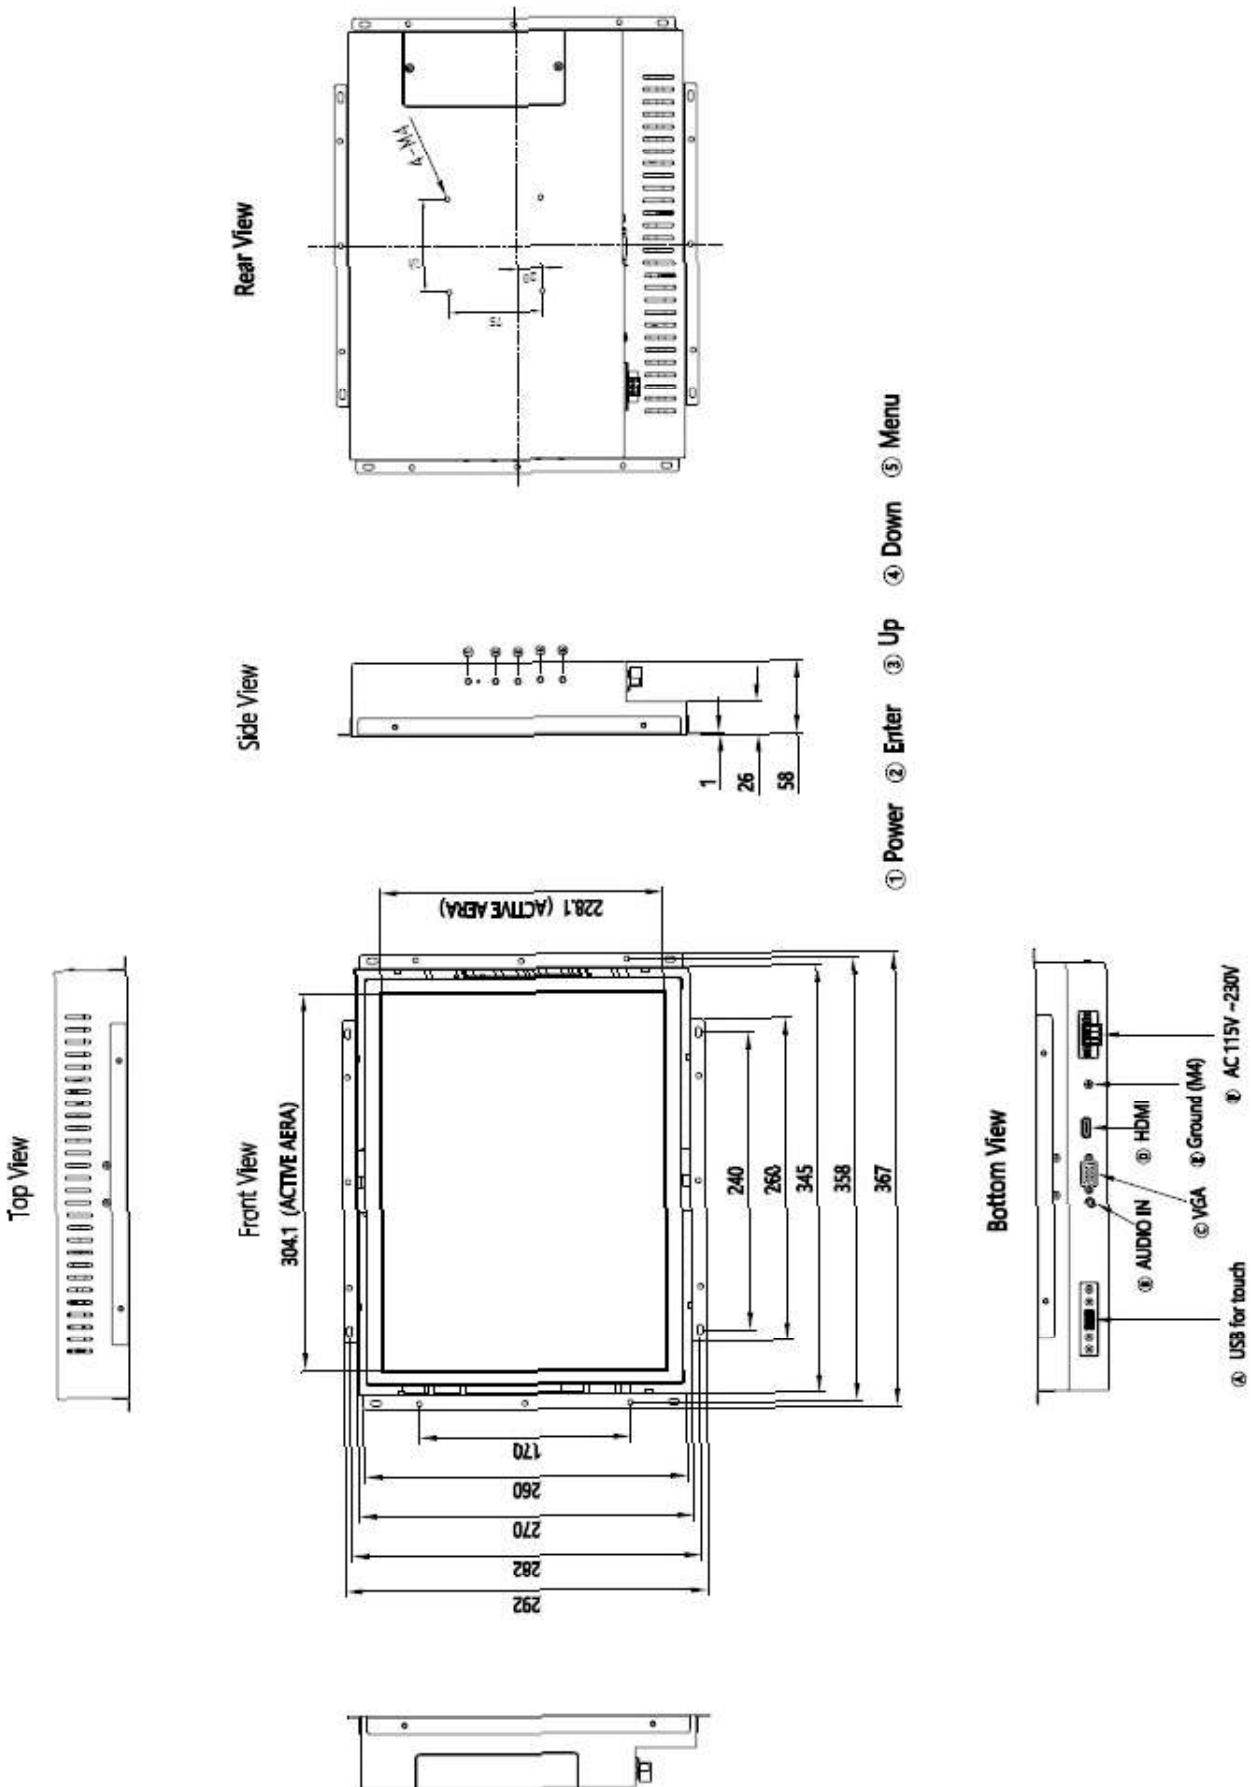 Top View
Front View
304.1 (ACTIVE AERA)
228.1 (ACTIVE AERA)
170
260
270
282
292
240
260
345
358
367
Side View
1
26
58
Rear View
4-M4
75
① Power ② Enter ③ Up ④ Down ⑤ Menu
Bottom View
Ⓐ USB for touch
Ⓑ AUDIO IN
Ⓒ VGA
Ⓓ HDMI
Ⓔ Ground (M4)
Ⓕ AC 115V ~230V